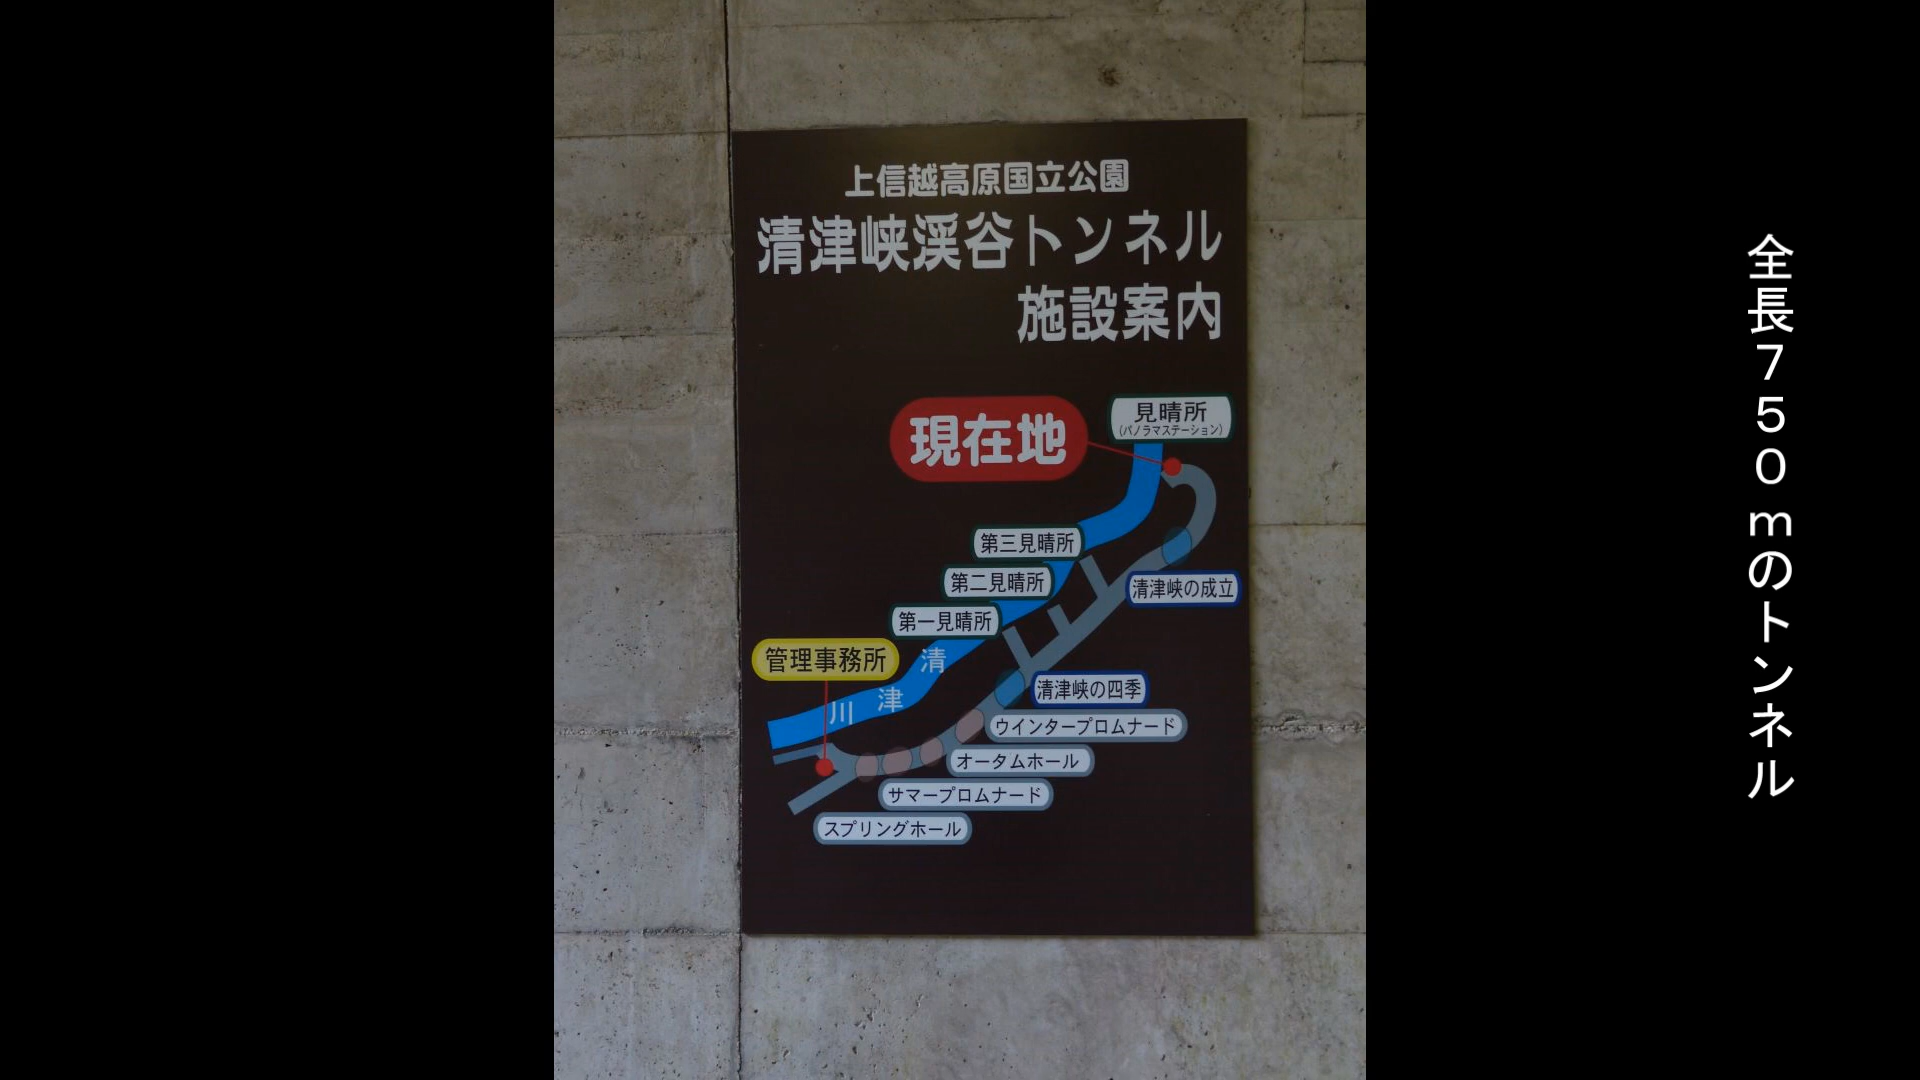 上信越高原国立公園
清津峡渓谷トンネル
施設案内
現在地
見晴所
(パノラマステーション)
第三見晴所
第二見晴所
清津峡の成立
第一見晴所
管理事務所
清津川
清津峡の四季
ウインタープロムナード
オータムホール
サマープロムナード
スプリングホール
全長750mのトンネル